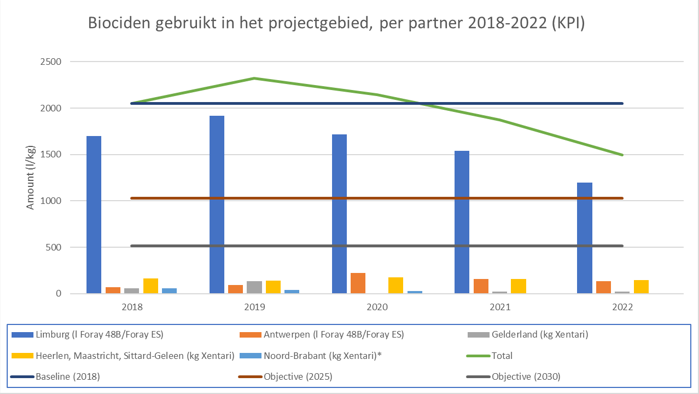 Biociden gebruikt in het projectgebied, per partner 2018-2022 (KPI)
2500
2000
1500
1000
500
0
Amount (l/kg)
2018 2019 2020 2021 2022
Limburg (l Foray 48B/Foray ES) Antwerpen (l Foray 48B/Foray ES) Gelderland (kg Xentari)
Heerlen, Maastricht, Sittard-Geleen (kg Xentari) Noord-Brabant (kg Xentari)* Total
Baseline (2018) Objective (2025) Objective (2030)